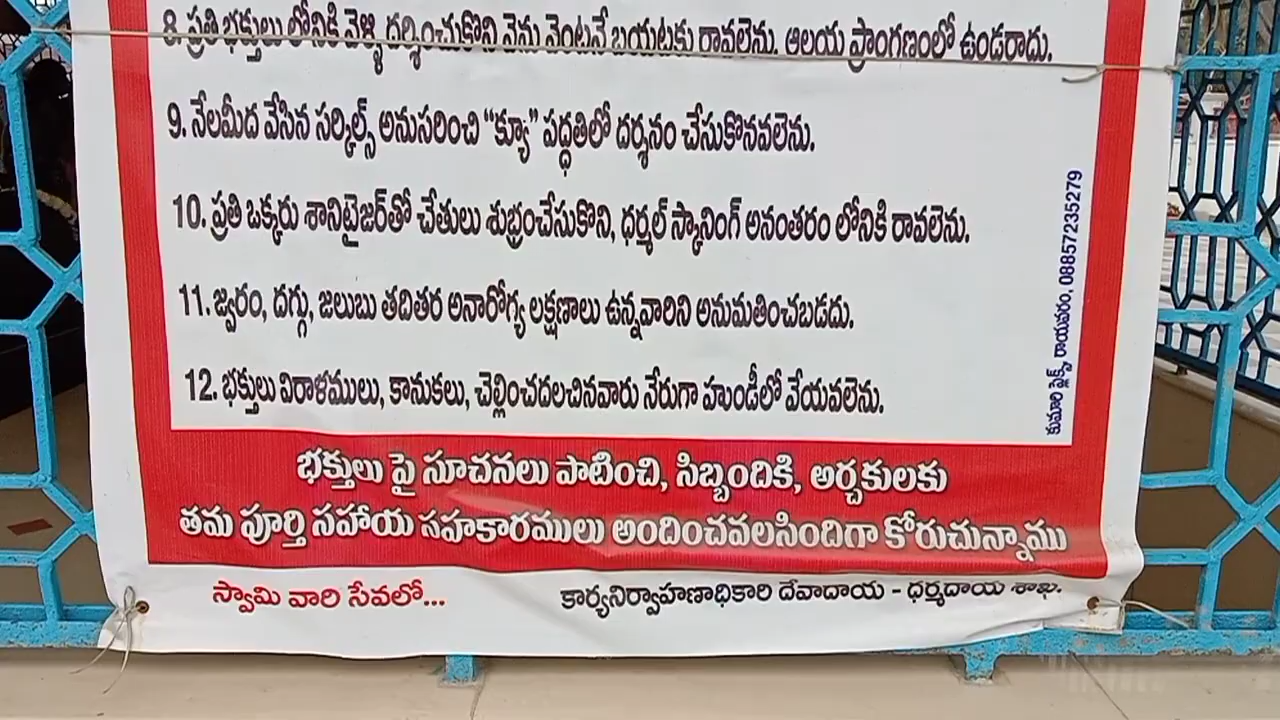 8. ప్రతి భక్తులు లోనికి వెళ్ళి దర్శించుకొని వెను వెంటనే బయటకు రావలెను. ఆలయ ప్రాంగణంలో ఉండరాదు.
9. నేలమీద వేసిన సర్కిల్స్ అనుసరించి “క్యూ” పద్ధతిలో దర్శనం చేసుకొనవలెను.
10. ప్రతి ఒక్కరు శానిటైజర్‌తో చేతులు శుభ్రంచేసుకొని, థర్మల్ స్కానింగ్ అనంతరం లోనికి రావలెను.
11. జ్వరం, దగ్గు, జలుబు తదితర అనారోగ్య లక్షణాలు ఉన్నవారిని అనుమతించబడదు.
12. భక్తులు విరాళములు, కానుకలు, చెల్లించదలచినవారు నేరుగా హుండీలో వేయవలెను.
కుమారి ఫ్లెక్స్, రాయవరం, 08857235279
భక్తులు పై సూచనలు పాటించి, సిబ్బందికి, అర్చకులకు
తమ పూర్తి సహాయ సహకారములు అందించవలసిందిగా కోరుచున్నాము
స్వామి వారి సేవలో...
కార్యనిర్వాహణాధికారి దేవాదాయ - ధర్మదాయ శాఖ.